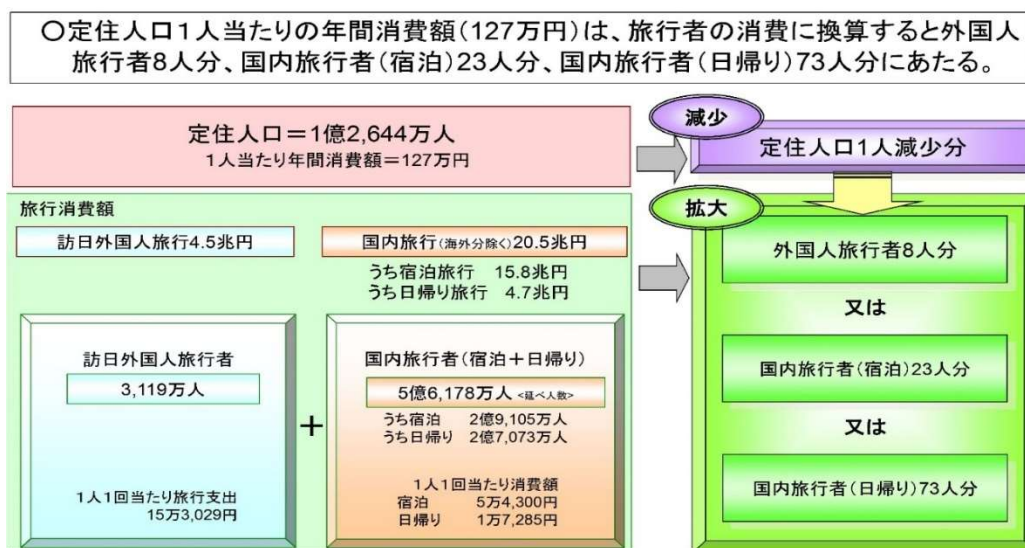 〇定住人口1人当たりの年間消費額(127万円)は、旅行者の消費に換算すると外国人
旅行者8人分、国内旅行者(宿泊)23人分、国内旅行者(日帰り)73人分にあたる。
定住人口=1億2,644万人
1人当たり年間消費額=127万円
減少
定住人口1人減少分
旅行消費額
訪日外国人旅行4.5兆円
国内旅行(海外分除く)20.5兆円
うち宿泊旅行 15.8兆円
うち日帰り旅行 4.7兆円
訪日外国人旅行者
3,119万人
1人1回当たり旅行支出
15万3,029円
+
国内旅行者(宿泊+日帰り)
5億6,178万人 <延べ人数>
うち宿泊 2億9,105万人
うち日帰り 2億7,073万人
1人1回当たり消費額
宿泊 5万4,300円
日帰り 1万7,285円
拡大
外国人旅行者8人分
又は
国内旅行者(宿泊)23人分
又は
国内旅行者(日帰り)73人分